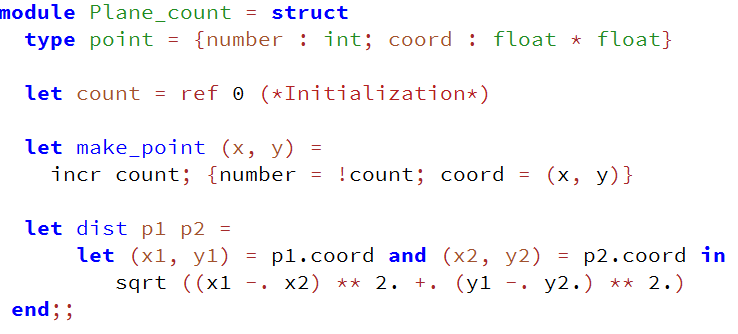 module Plane_count = struct
type point = {number : int; coord : float * float}
let count = ref 0 (*Initialization*)
let make_point (x, y) =
incr count; {number = !count; coord = (x, y)}
let dist p1 p2 =
let (x1, y1) = p1.coord and (x2, y2) = p2.coord in
sqrt ((x1 -. x2) ** 2. +. (y1 -. y2.) ** 2.)
end;;